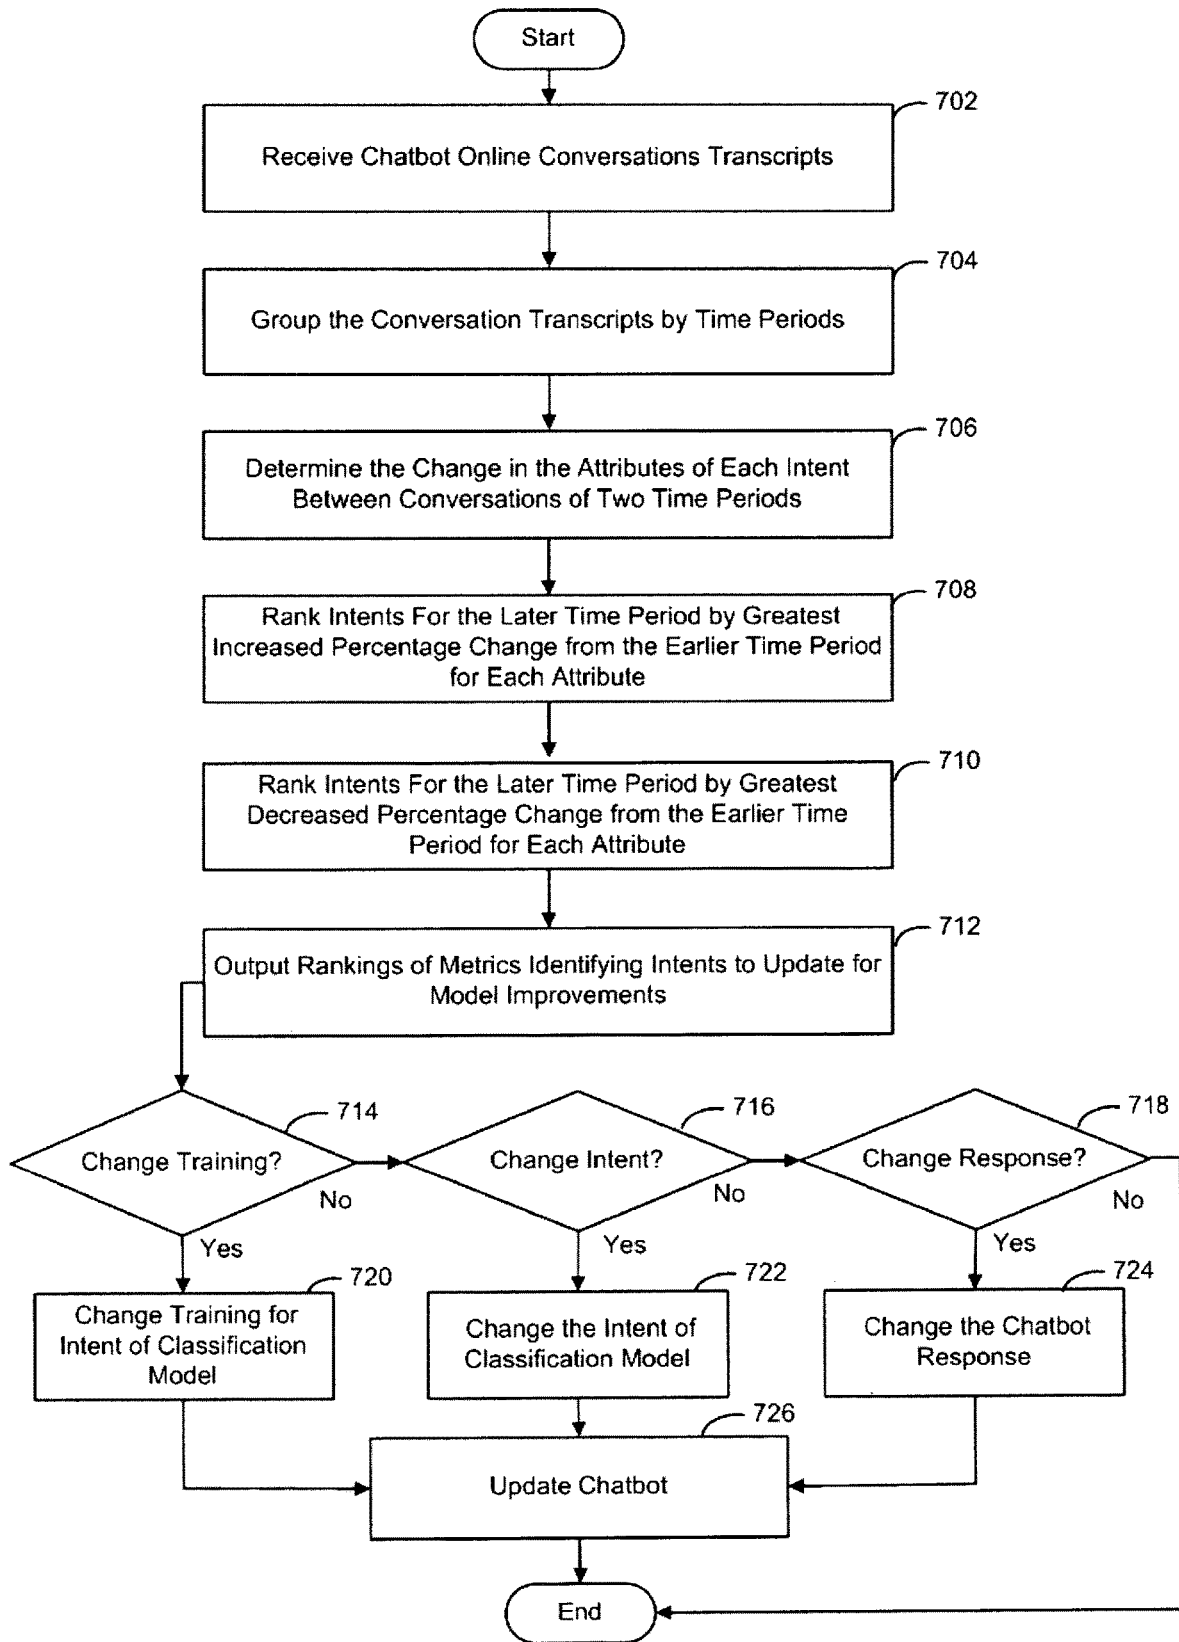 Start
702
Receive Chatbot Online Conversations Transcripts
704
Group the Conversation Transcripts by Time Periods
706
Determine the Change in the Attributes of Each Intent
Between Conversations of Two Time Periods
708
Rank Intents For the Later Time Period by Greatest
Increased Percentage Change from the Earlier Time Period
for Each Attribute
710
Rank Intents For the Later Time Period by Greatest
Decreased Percentage Change from the Earlier Time
Period for Each Attribute
712
Output Rankings of Metrics Identifying Intents to Update for
Model Improvements
714
Change Training?
No
Yes
716
Change Intent?
No
Yes
718
Change Response?
No
Yes
720
Change Training for
Intent of Classification
Model
722
Change the Intent of
Classification Model
724
Change the Chatbot
Response
726
Update Chatbot
End